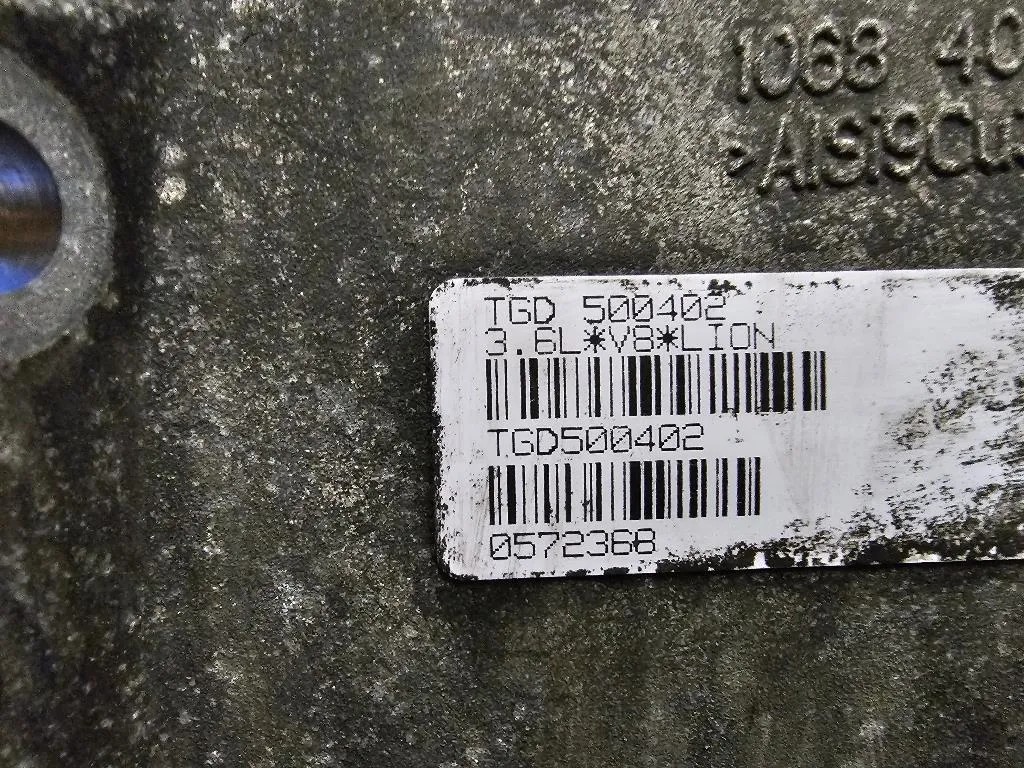 1068 40
>AlSi9Cu
TGD 500402
3.6L*V8*LION
TGD500402
0572368